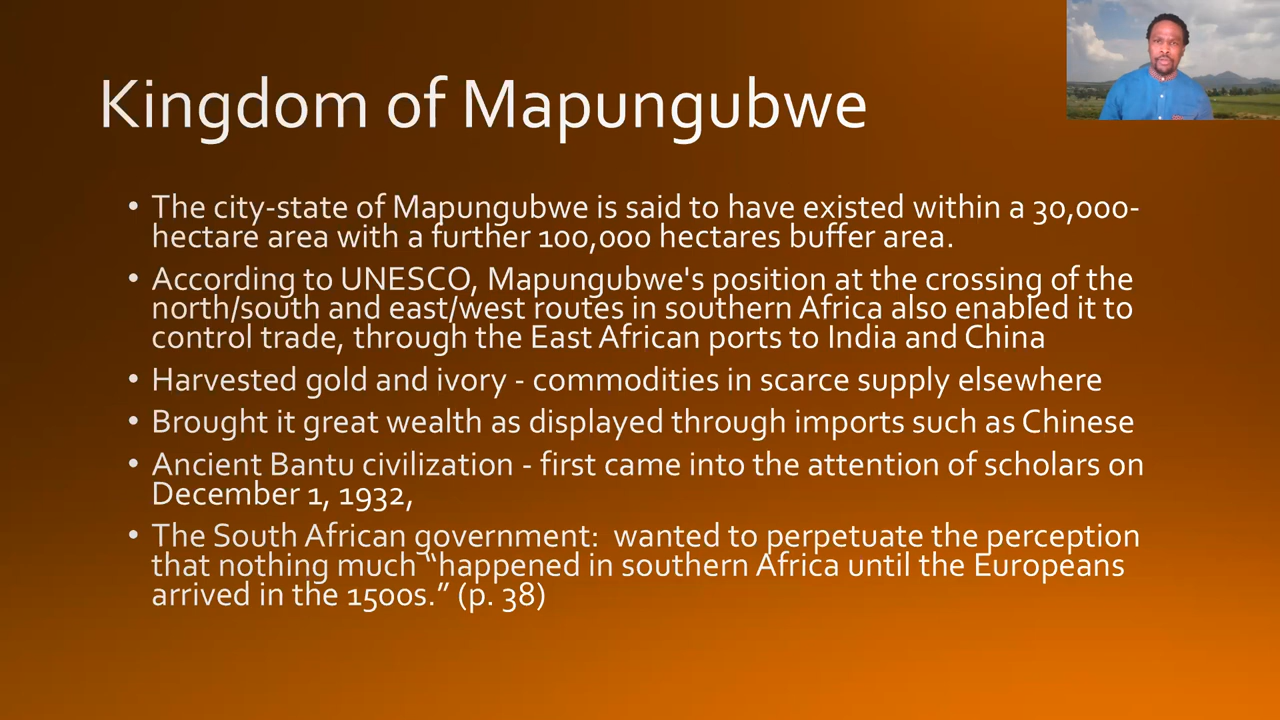 Kingdom of Mapungubwe
• The city-state of Mapungubwe is said to have existed within a 30,000-
hectare area with a further 100,000 hectares buffer area.
• According to UNESCO, Mapungubwe's position at the crossing of the
north/south and east/west routes in southern Africa also enabled it to
control trade, through the East African ports to India and China
• Harvested gold and ivory - commodities in scarce supply elsewhere
• Brought it great wealth as displayed through imports such as Chinese
• Ancient Bantu civilization - first came into the attention of scholars on
December 1, 1932,
• The South African government:  wanted to perpetuate the perception
that nothing much “happened in southern Africa until the Europeans
arrived in the 1500s.” (p. 38)